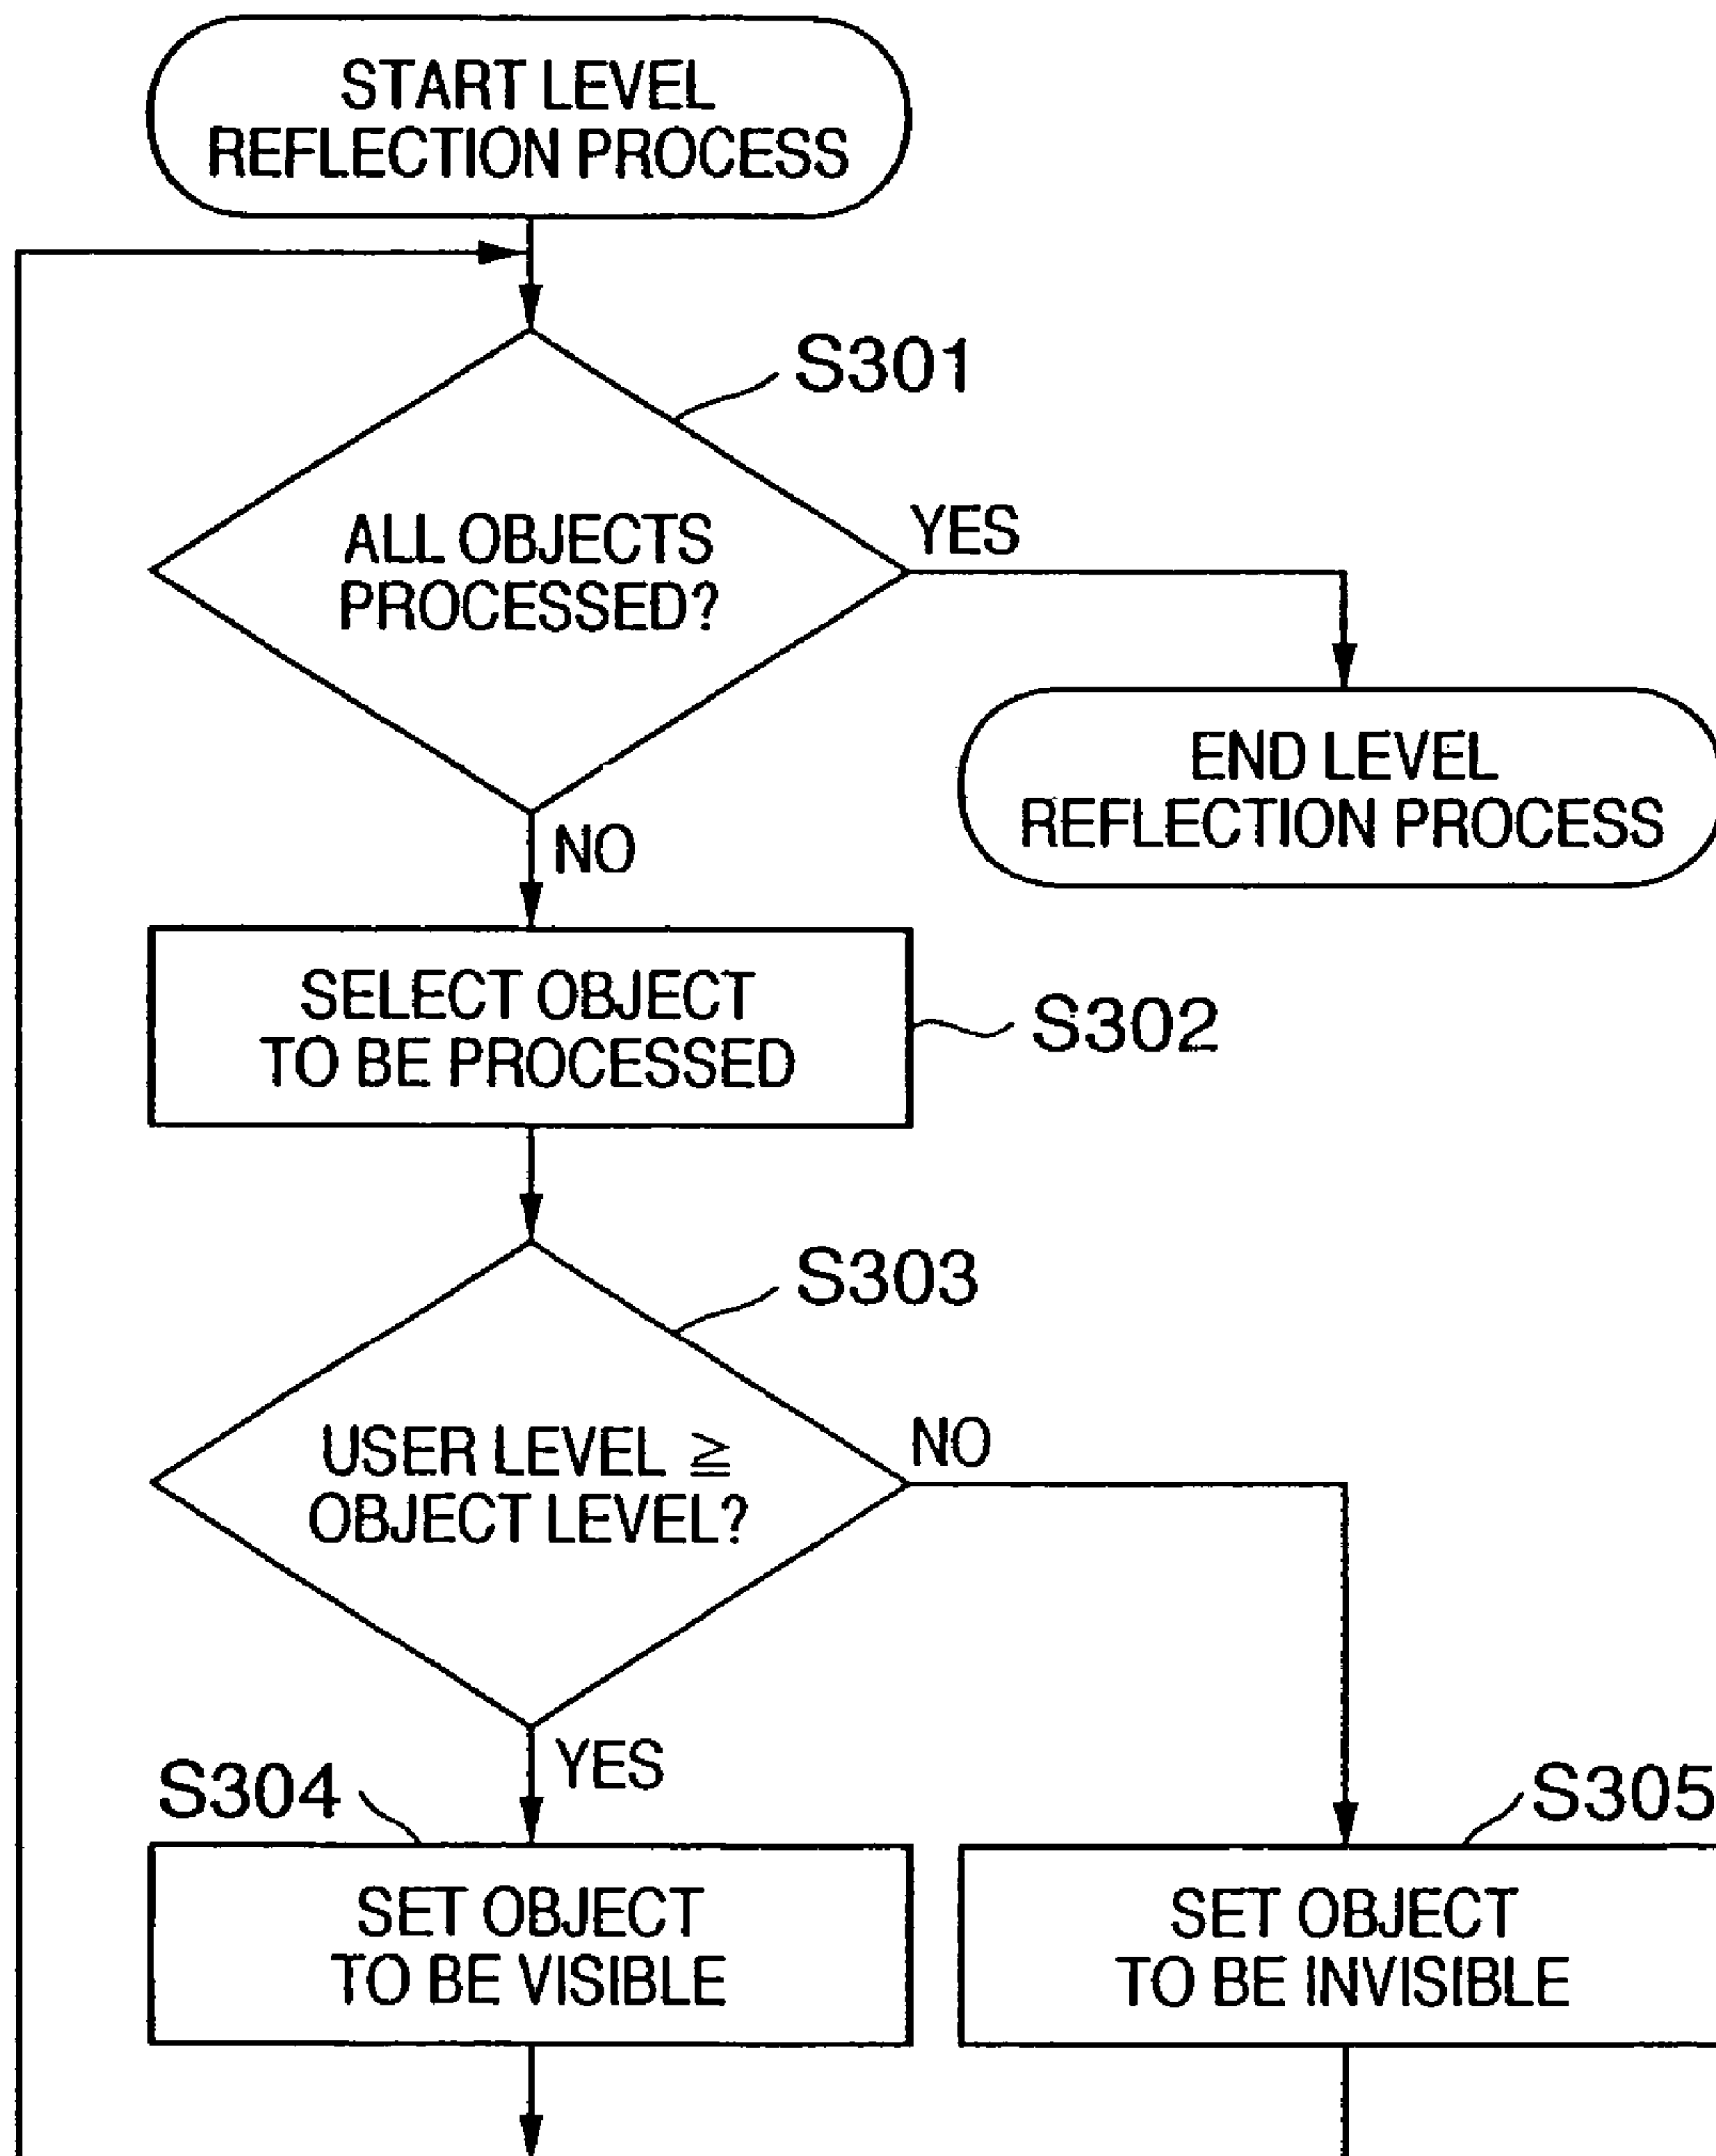 START LEVEL
REFLECTION PROCESS
S301
ALL OBJECTS
PROCESSED?
YES
END LEVEL
REFLECTION PROCESS
NO
SELECT OBJECT
TO BE PROCESSED
S302
S303
USER LEVEL ≧
OBJECT LEVEL?
NO
YES
S304
S305
SET OBJECT
TO BE VISIBLE
SET OBJECT
TO BE INVISIBLE